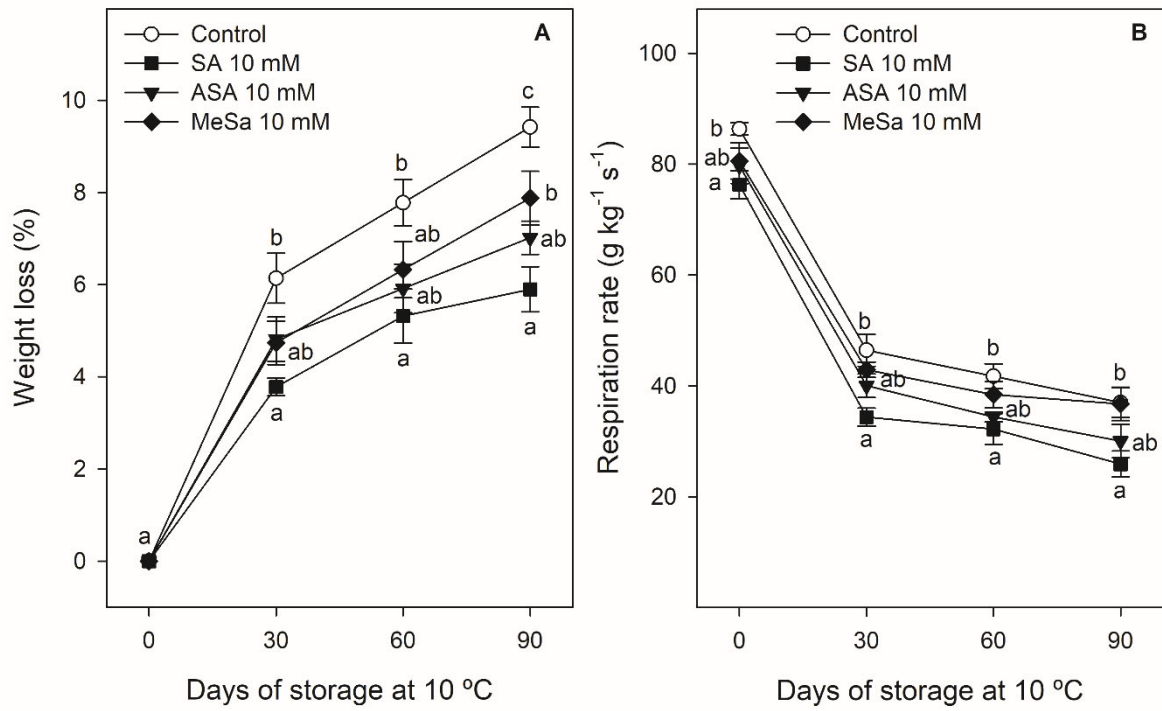 Control
SA 10 mM
ASA 10 mM
MeSa 10 mM
A
Weight loss (%)
10
8
6
4
2
0
a
b
ab
a
b
ab
ab
a
c
b
ab
a
0 30 60 90
Days of storage at 10 ºC
Control
SA 10 mM
ASA 10 mM
MeSa 10 mM
B
Respiration rate (g kg⁻¹ s⁻¹)
100
80
60
40
20
b
ab
a
b
ab
a
b
ab
a
b
ab
a
0 30 60 90
Days of storage at 10 ºC